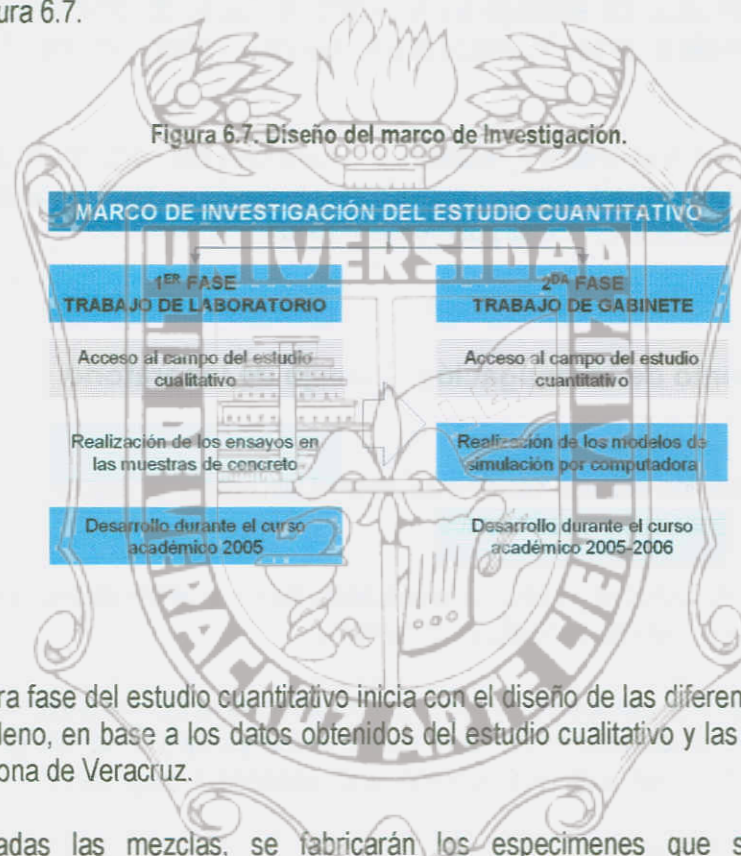 ura 6.7.
Figura 6.7. Diseño del marco de Investigación.
MARCO DE INVESTIGACIÓN DEL ESTUDIO CUANTITATIVO
1ER FASE
TRABAJO DE LABORATORIO
Acceso al campo del estudio
cualitativo
Realización de los ensayos en
las muestras de concreto
Desarrollo durante el curso
académico 2005
2DA FASE
TRABAJO DE GABINETE
Acceso al campo del estudio
cuantitativo
Realización de los modelos de
simulación por computadora
Desarrollo durante el curso
académico 2005-2006
UNIVERSIDAD
LIBRE VERACRUZ ARTE CIENCIA
ra fase del estudio cuantitativo inicia con el diseño de las diferen
leno, en base a los datos obtenidos del estudio cualitativo y las
ona de Veracruz.
adas las mezclas, se fabricarán los especimenes que s